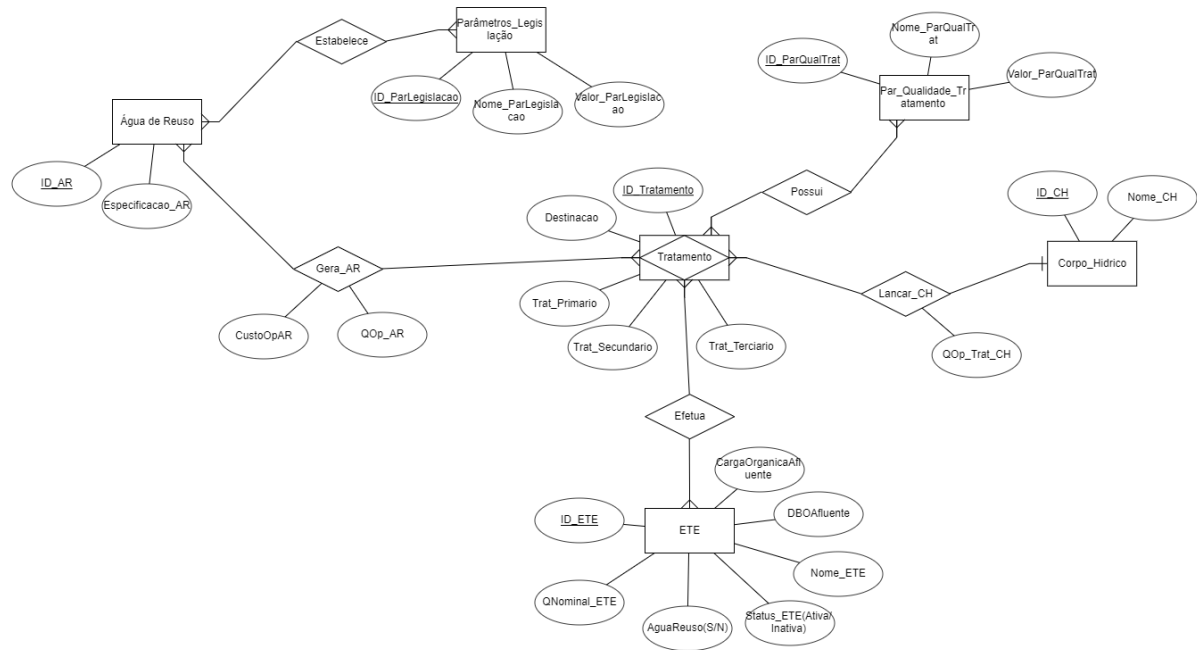 Parâmetros_Legi
slação
Estabelece
ID_ParLegislacao
Nome_ParLegisla
cao
Valor_ParLegislac
ao
Água de Reuso
ID_AR
Especificacao_AR
Nome_ParQualTr
at
ID_ParQualTrat
Valor_ParQualTrat
Par_Qualidade_Tr
atamento
Possui
ID_Tratamento
Destinacao
Tratamento
Trat_Primario
Trat_Secundario
Trat_Terciario
Gera_AR
CustoOpAR
QOp_AR
ID_CH
Nome_CH
Corpo_Hidrico
Lancar_CH
QOp_Trat_CH
Efetua
CargaOrganicaAfl
uente
ID_ETE
ETE
DBOAfluente
Nome_ETE
QNominal_ETE
AguaReuso(S/N)
Status_ETE(Ativa/
Inativa)